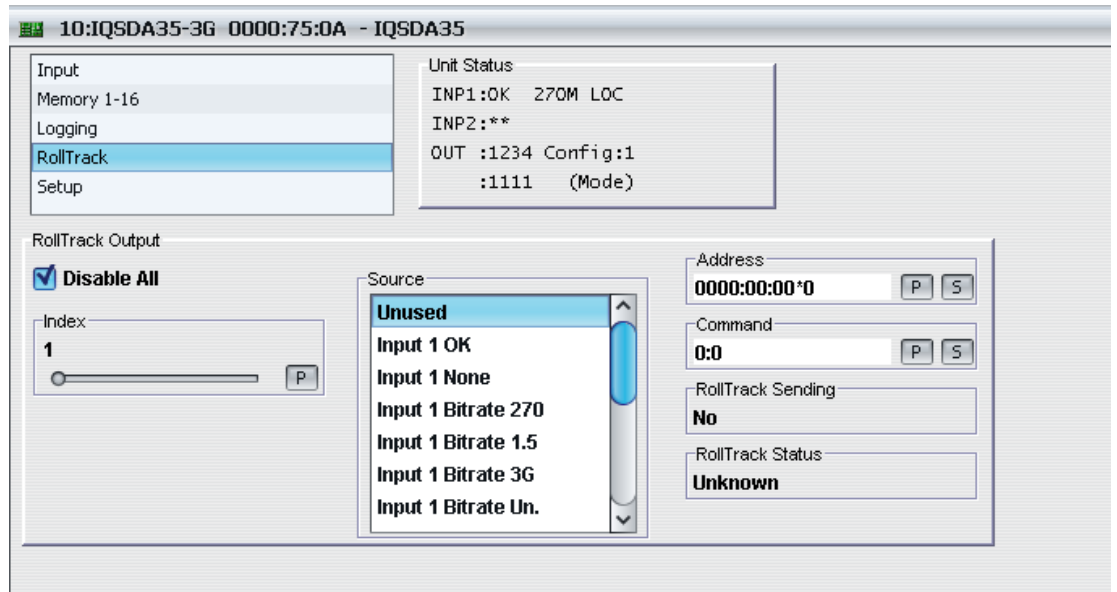 10:IQSDA35-3G 0000:75:0A - IQSDA35
Input
Memory 1-16
Logging
RollTrack
Setup
Unit Status
INP1:OK 270M LOC
INP2:**
OUT :1234 Config:1
:1111 (Mode)
RollTrack Output
Disable All
Index
1
P
Source
Unused
Input 1 OK
Input 1 None
Input 1 Bitrate 270
Input 1 Bitrate 1.5
Input 1 Bitrate 3G
Input 1 Bitrate Un.
Address
0000:00:00*0 P S
Command
0:0 P S
RollTrack Sending
No
RollTrack Status
Unknown